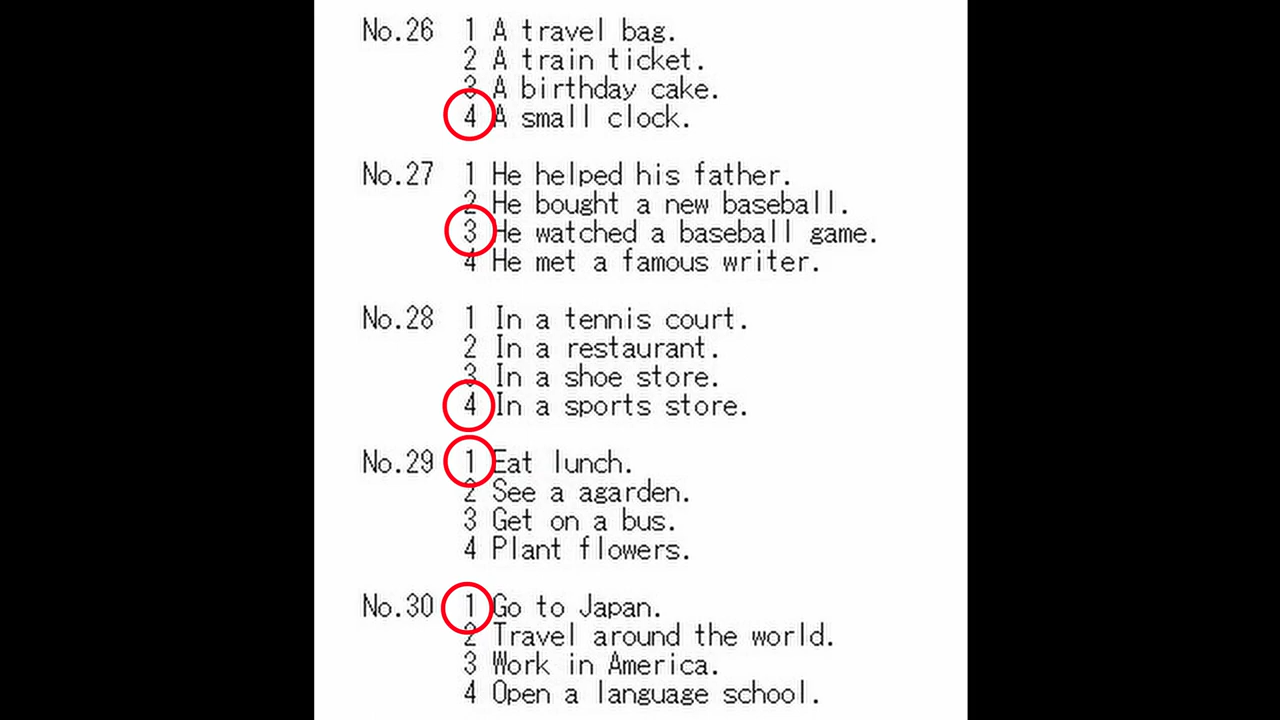 No.26 1 A travel bag.
2 A train ticket.
3 A birthday cake.
4 A small clock.
No.27 1 He helped his father.
2 He bought a new baseball.
3 He watched a baseball game.
4 He met a famous writer.
No.28 1 In a tennis court.
2 In a restaurant.
3 In a shoe store.
4 In a sports store.
No.29 1 Eat lunch.
2 See a agarden.
3 Get on a bus.
4 Plant flowers.
No.30 1 Go to Japan.
2 Travel around the world.
3 Work in America.
4 Open a language school.